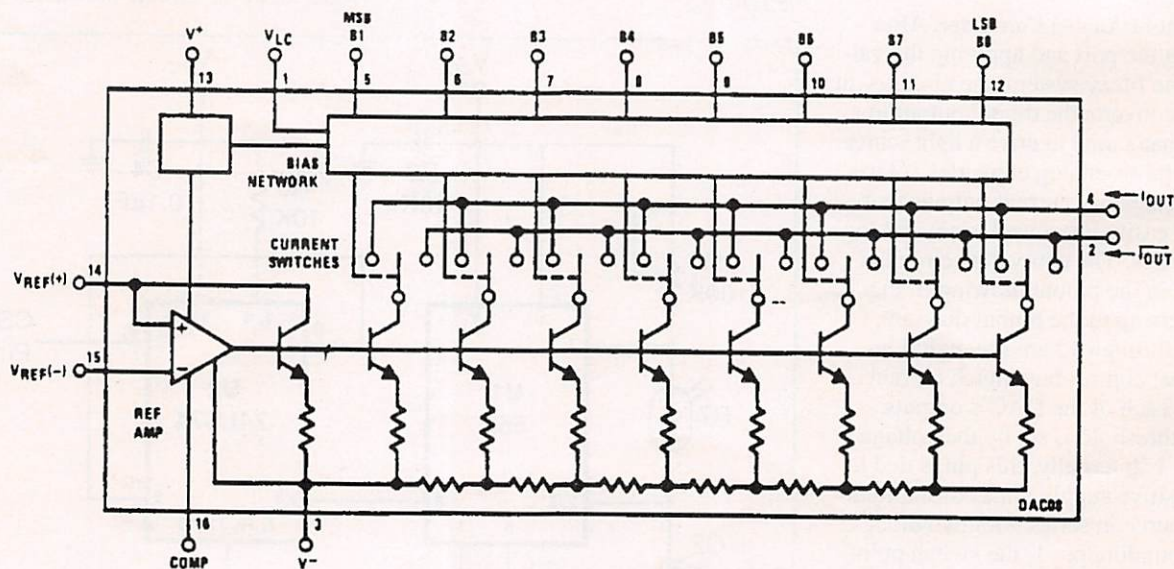 MSB
LSB
V+
VLC
B1
B2
B3
B4
B5
B6
B7
B8
13
1
5
6
7
8
9
10
11
12
BIAS
NETWORK
4
IOUT
CURRENT
SWITCHES
2
IOUT
VREF(+)
14
+
VREF(−)
15
−
REF
AMP
DAC08
16
3
COMP
V−